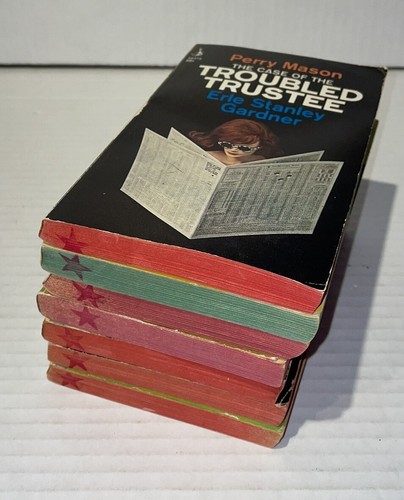 Perry Mason
THE CASE OF THE
TROUBLED
TRUSTEE
Erle Stanley
Gardner